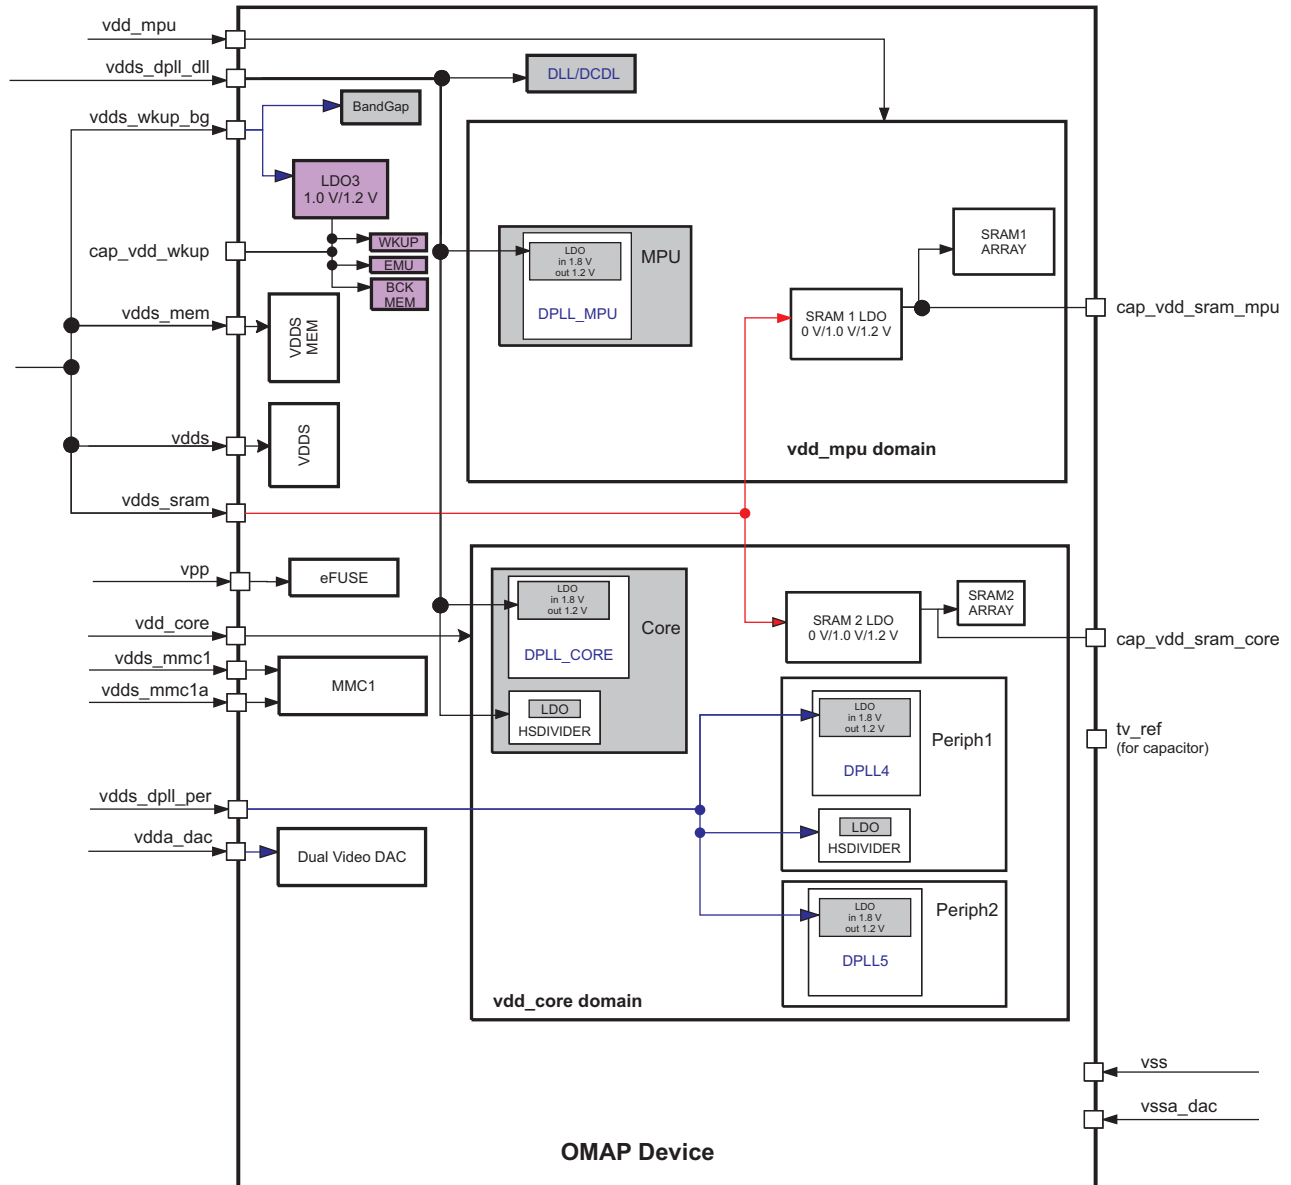 vdd_mpu
vdds_dpll_dll
DLL/DCDL
BandGap
vdds_wkup_bg
LDO3
1.0 V/1.2 V
cap_vdd_wkup
WKUP
EMU
BCK
MEM
vdds_mem
VDDS
MEM
vdds
VDDS
vdds_sram
LDO
in 1.8 V
out 1.2 V
DPLL_MPU
MPU
SRAM1
ARRAY
SRAM 1 LDO
0 V/1.0 V/1.2 V
cap_vdd_sram_mpu
vdd_mpu domain
vpp
eFUSE
vdd_core
vdds_mmc1
vdds_mmc1a
MMC1
LDO
in 1.8 V
out 1.2 V
DPLL_CORE
Core
LDO
HSDIVIDER
SRAM 2 LDO
0 V/1.0 V/1.2 V
SRAM2
ARRAY
cap_vdd_sram_core
tv_ref
(for capacitor)
LDO
in 1.8 V
out 1.2 V
DPLL4
Periph1
LDO
HSDIVIDER
vdds_dpll_per
vdda_dac
Dual Video DAC
LDO
in 1.8 V
out 1.2 V
DPLL5
Periph2
vdd_core domain
vss
vssa_dac
OMAP Device